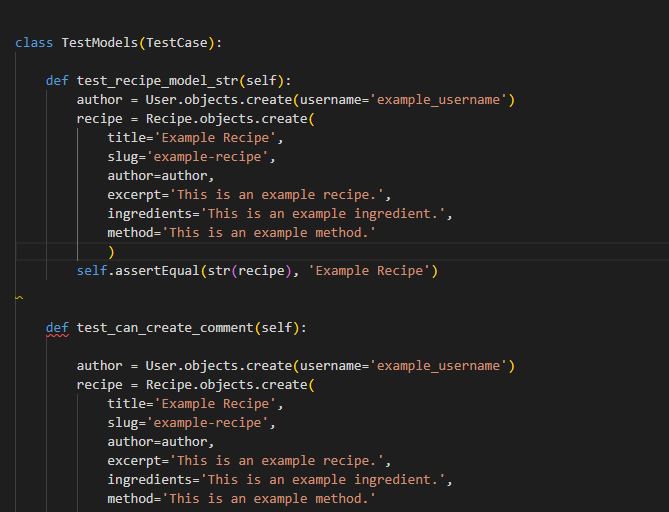 class TestModels(TestCase):
def test_recipe_model_str(self):
author = User.objects.create(username='example_username')
recipe = Recipe.objects.create(
title='Example Recipe',
slug='example-recipe',
author=author,
excerpt='This is an example recipe.',
ingredients='This is an example ingredient.',
method='This is an example method.'
)
self.assertEqual(str(recipe), 'Example Recipe')
def test_can_create_comment(self):
author = User.objects.create(username='example_username')
recipe = Recipe.objects.create(
title='Example Recipe',
slug='example-recipe',
author=author,
excerpt='This is an example recipe.',
ingredients='This is an example ingredient.',
method='This is an example method.'